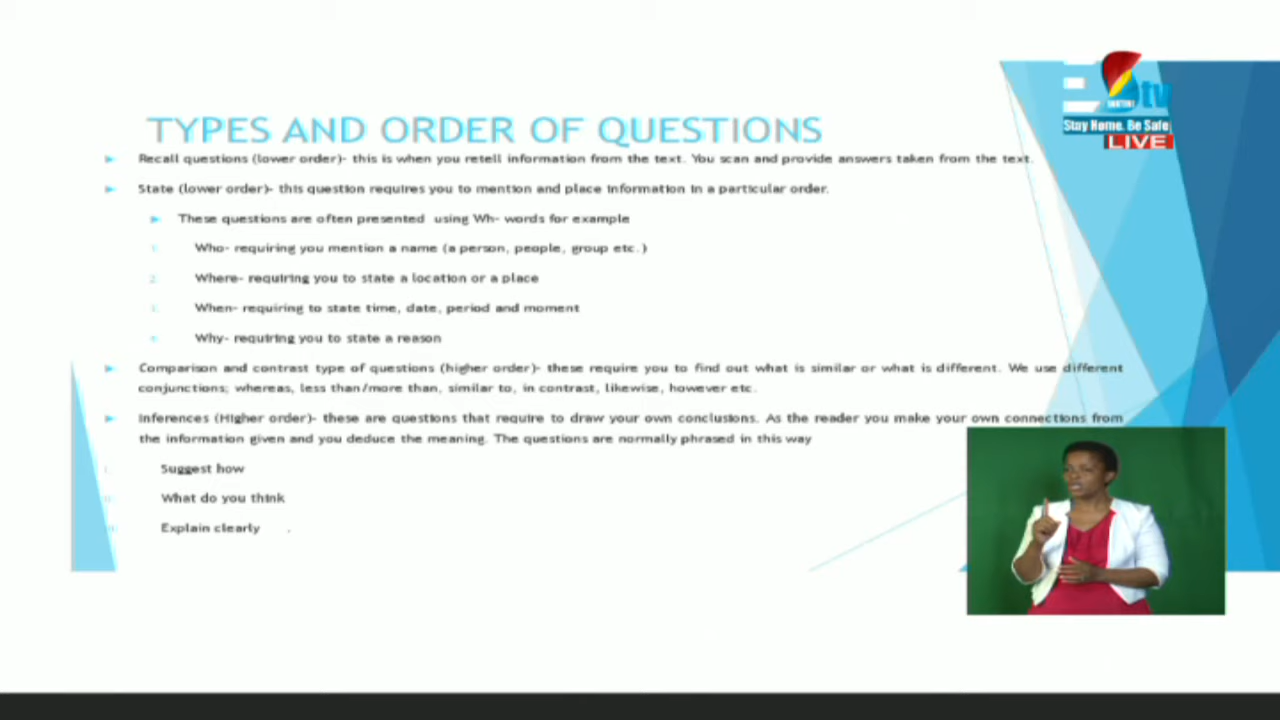 TYPES AND ORDER OF QUESTIONS
Recall questions (lower order)- this is when you retell information from the text. You scan and provide answers taken from the text.
State (lower order)- this question requires you to mention and place information in a particular order.
These questions are often presented using Wh- words for example
1. Who- requiring you mention a name (a person, people, group etc.)
2. Where- requiring you to state a location or a place
3. When- requiring to state time, date, period and moment
4. Why- requiring you to state a reason
Comparison and contrast type of questions (higher order)- these require you to find out what is similar or what is different. We use different
conjunctions; whereas, less than/more than, similar to, in contrast, likewise, however etc.
Inferences (Higher order)- these are questions that require to draw your own conclusions. As the reader you make your own connections from
the information given and you deduce the meaning. The questions are normally phrased in this way
i. Suggest how
ii. What do you think
iii. Explain clearly .
tv
Stay Home. Be Safe
LIVE